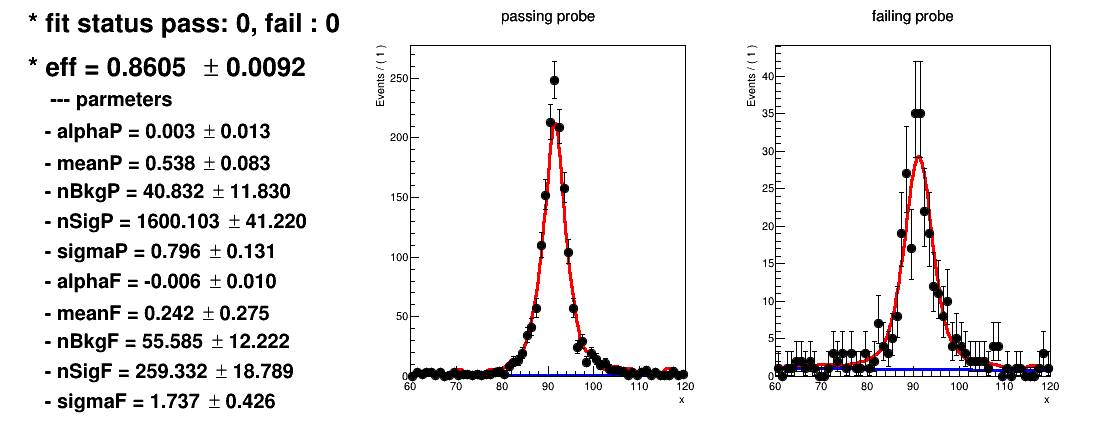 * fit status pass: 0, fail : 0
* eff = 0.8605 ± 0.0092
--- parmeters
- alphaP = 0.003 ± 0.013
- meanP = 0.538 ± 0.083
- nBkgP = 40.832 ± 11.830
- nSigP = 1600.103 ± 41.220
- sigmaP = 0.796 ± 0.131
- alphaF = -0.006 ± 0.010
- meanF = 0.242 ± 0.275
- nBkgF = 55.585 ± 12.222
- nSigF = 259.332 ± 18.789
- sigmaF = 1.737 ± 0.426
passing probe
Events / ( 1 )
250
200
150
100
50
0
60 70 80 90 100 110 120
x
failing probe
Events / ( 1 )
40
35
30
25
20
15
10
5
0
60 70 80 90 100 110 120
x